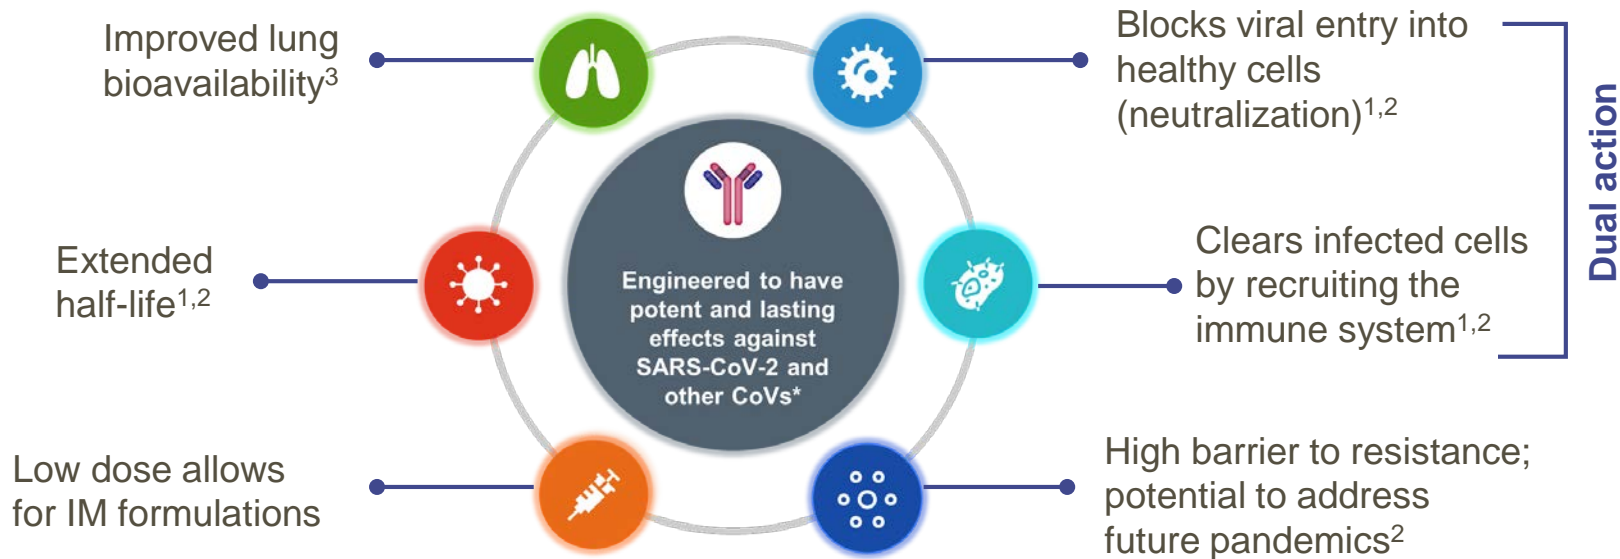 Improved lung
bioavailability3
Blocks viral entry into
healthy cells
(neutralization)1,2
Dual action
Extended
half-life1,2
Engineered to have
potent and lasting
effects against
SARS-CoV-2 and
other CoVs*
Clears infected cells
by recruiting the
immune system1,2
Low dose allows
for IM formulations
High barrier to resistance;
potential to address
future pandemics2